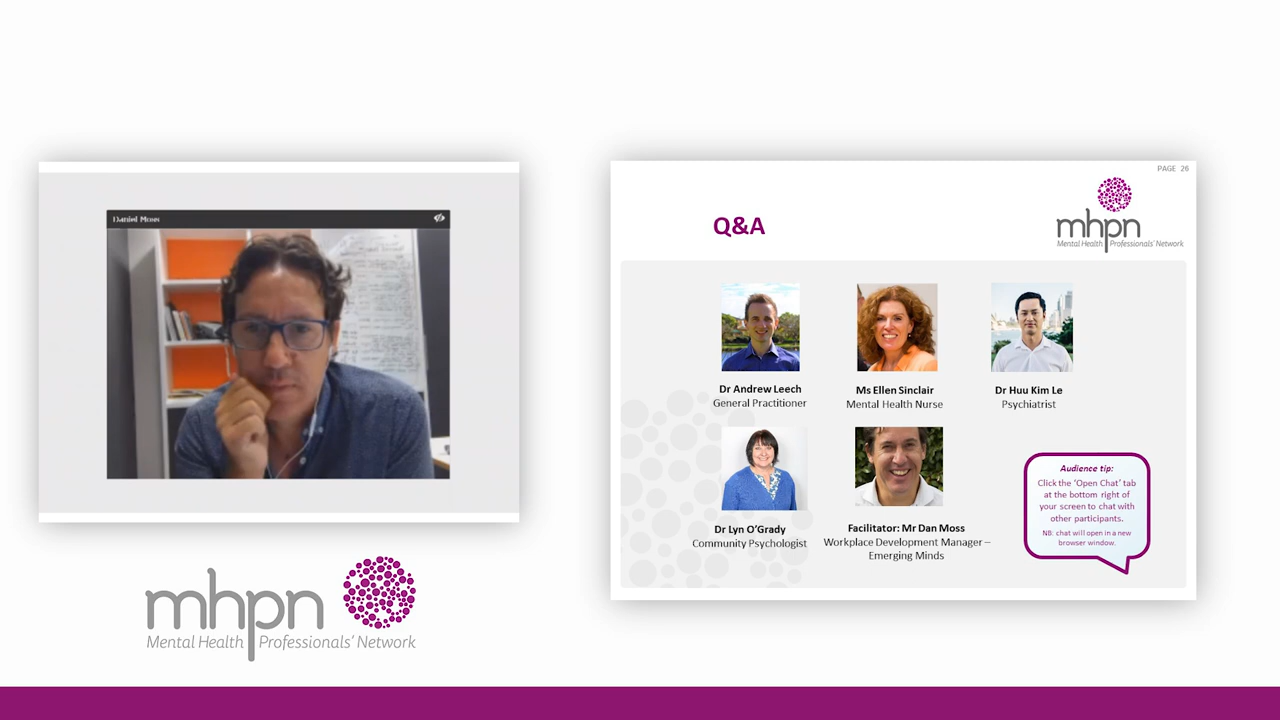 Daniel Moss
mhpn
Mental Health Professionals' Network
PAGE 26
Q&A
mhpn
Mental Health Professionals' Network
Dr Andrew Leech
General Practitioner
Ms Ellen Sinclair
Mental Health Nurse
Dr Huu Kim Le
Psychiatrist
Dr Lyn O'Grady
Community Psychologist
Facilitator: Mr Dan Moss
Workplace Development Manager –
Emerging Minds
Audience tip:
Click the 'Open Chat' tab
at the bottom right of
your screen to chat with
other participants.
NB: chat will open in a new
browser window.